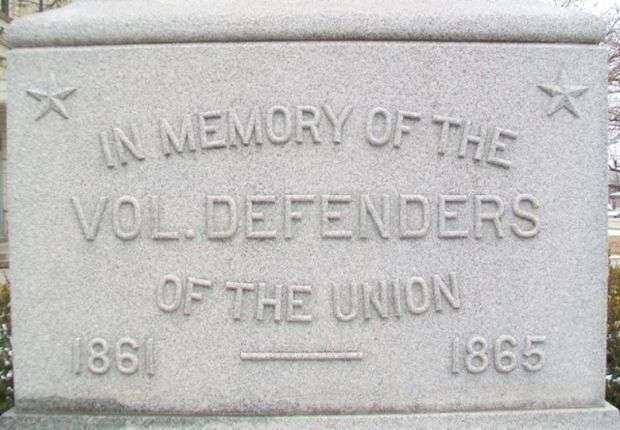 IN MEMORY OF THE
VOL. DEFENDERS
OF THE UNION
1861 — 1865